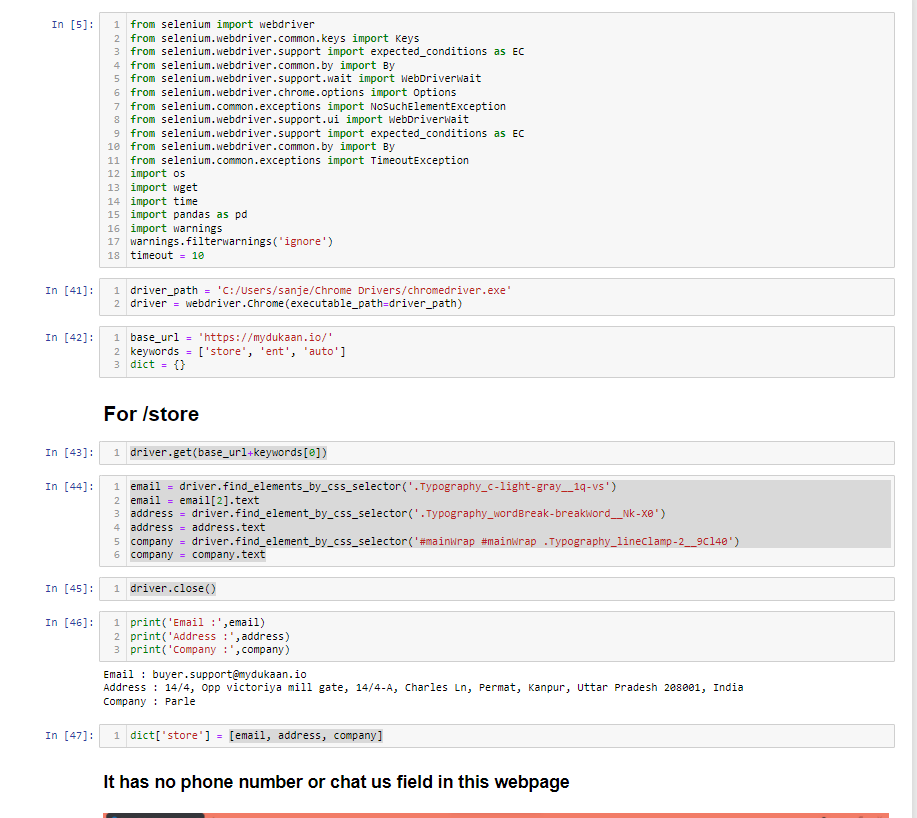 In [5]:
1 from selenium import webdriver
2 from selenium.webdriver.common.keys import Keys
3 from selenium.webdriver.support import expected_conditions as EC
4 from selenium.webdriver.common.by import By
5 from selenium.webdriver.support.wait import WebDriverWait
6 from selenium.webdriver.chrome.options import Options
7 from selenium.common.exceptions import NoSuchElementException
8 from selenium.webdriver.support.ui import WebDriverWait
9 from selenium.webdriver.support import expected_conditions as EC
10 from selenium.webdriver.common.by import By
11 from selenium.common.exceptions import TimeoutException
12 import os
13 import wget
14 import time
15 import pandas as pd
16 import warnings
17 warnings.filterwarnings('ignore')
18 timeout = 10
In [41]:
1 driver_path = 'C:/Users/sanje/Chrome Drivers/chromedriver.exe'
2 driver = webdriver.Chrome(executable_path=driver_path)
In [42]:
1 base_url = 'https://mydukaan.io/'
2 keywords = ['store', 'ent', 'auto']
3 dict = {}
For /store
In [43]:
1 driver.get(base_url+keywords[0])
In [44]:
1 email = driver.find_elements_by_css_selector('.Typography_c-light-gray__1q-vs')
2 email = email[2].text
3 address = driver.find_element_by_css_selector('.Typography_wordBreak-breakWord__Nk-X0')
4 address = address.text
5 company = driver.find_element_by_css_selector('#mainWrap #mainWrap .Typography_lineClamp-2__9Cl40')
6 company = company.text
In [45]:
1 driver.close()
In [46]:
1 print('Email :',email)
2 print('Address :',address)
3 print('Company :',company)
Email : buyer.support@mydukaan.io
Address : 14/4, Opp victoriya mill gate, 14/4-A, Charles Ln, Permat, Kanpur, Uttar Pradesh 208001, India
Company : Parle
In [47]:
1 dict['store'] = [email, address, company]
It has no phone number or chat us field in this webpage